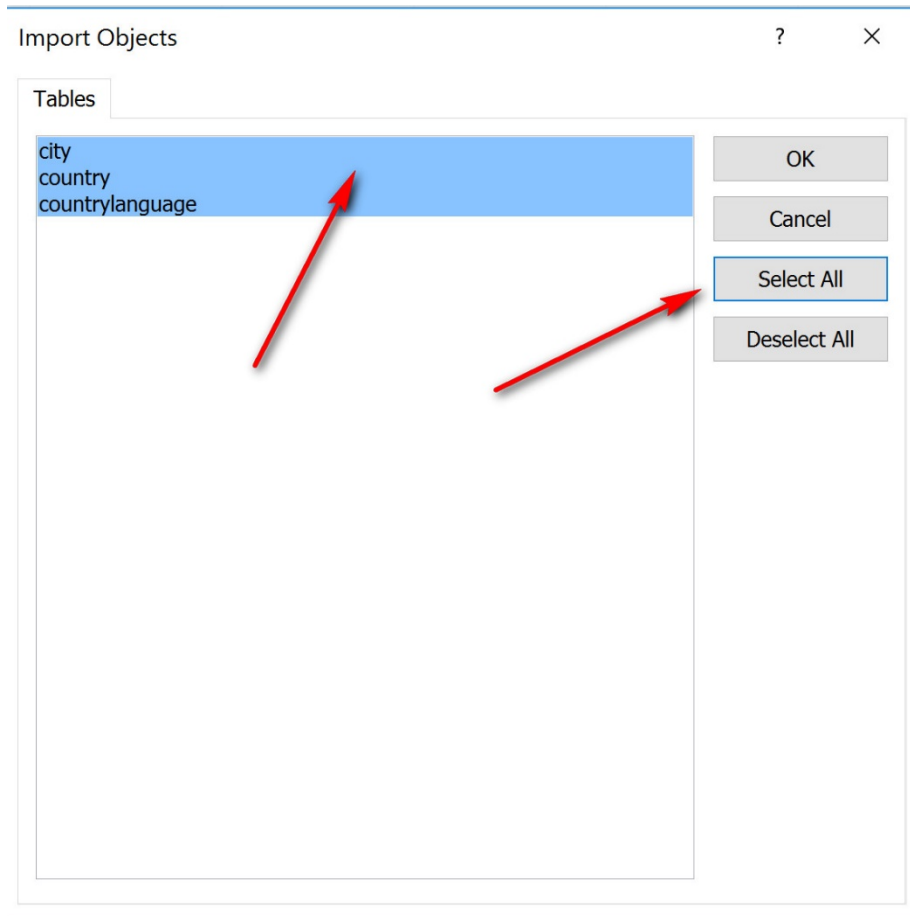 Import Objects ?
Tables
city
country
countrylanguage
OK
Cancel
Select All
Deselect All